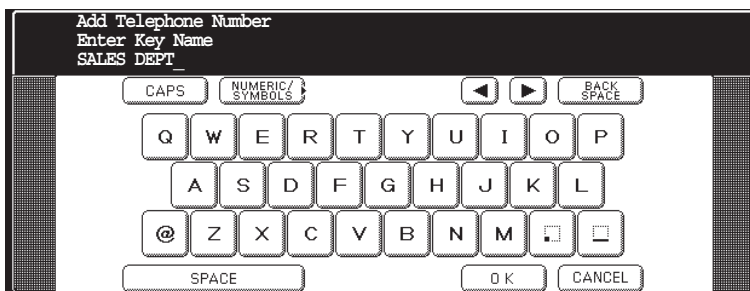 Add Telephone Number
Enter Key Name
SALES DEPT_
CAPS NUMERIC/SYMBOLS ◀ ▶ BACK SPACE
Q W E R T Y U I O P
A S D F G H J K L
@ Z X C V B N M . _
SPACE OK CANCEL